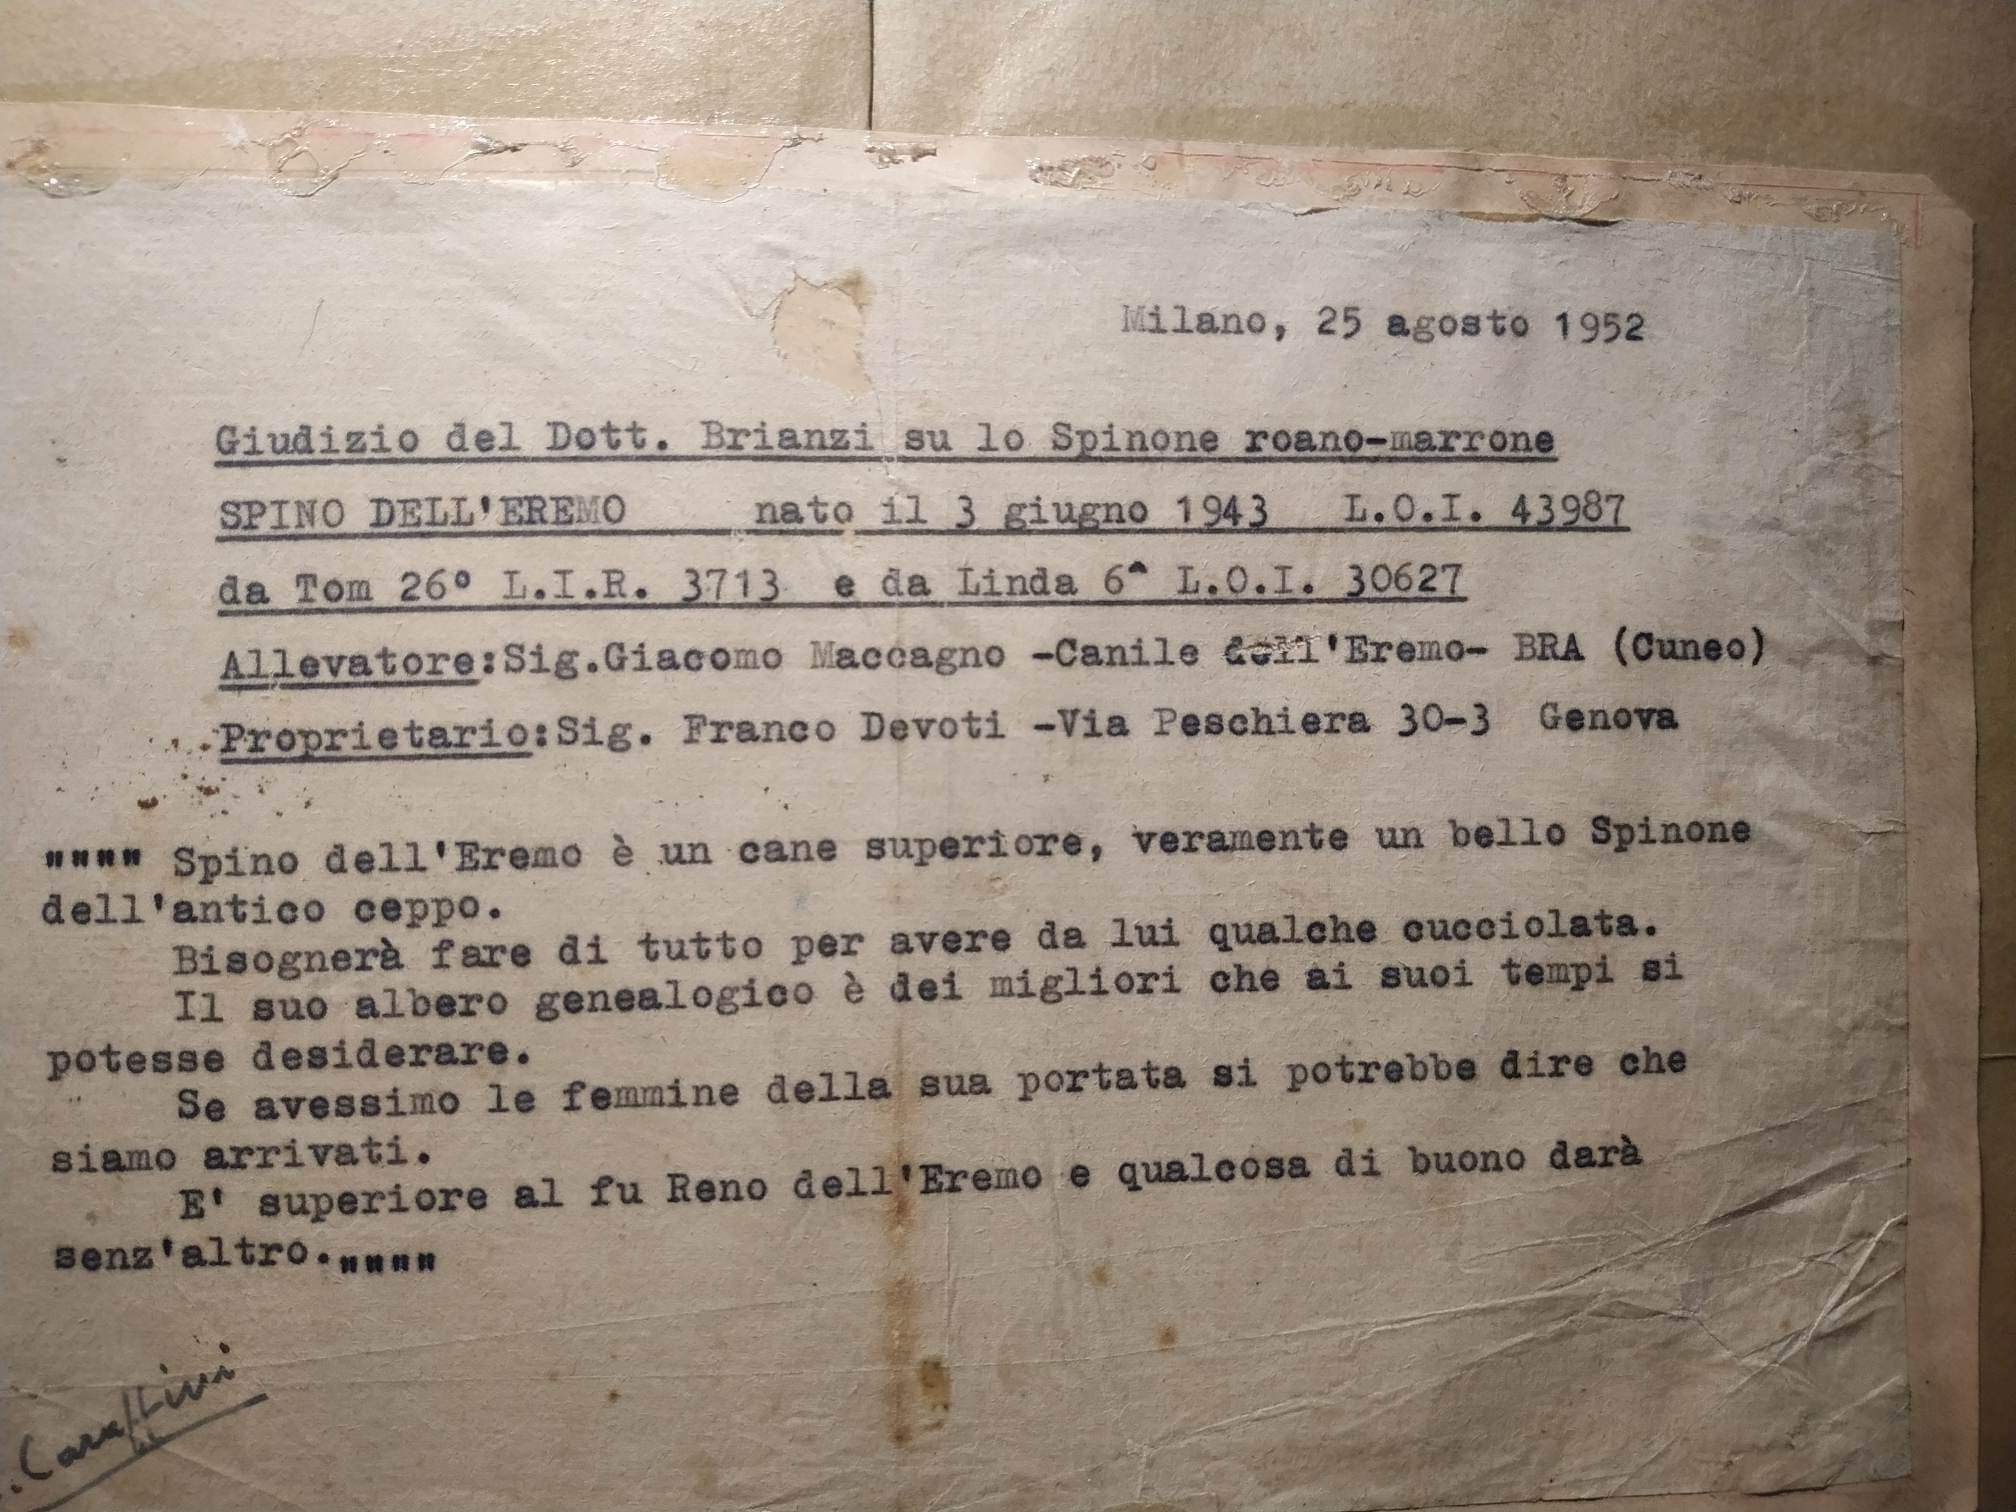 Milano, 25 agosto 1952
Giudizio del Dott. Brianzi su lo Spinone roano-marrone
SPINO DELL'EREMO nato il 3 giugno 1943 L.O.I. 43987
da Tom 26° L.I.R. 3713 e da Linda 6^ L.O.I. 30627
Allevatore:Sig.Giacomo Maccagno -Canile dell'Eremo- BRA (Cuneo)
Proprietario:Sig. Franco Devoti -Via Peschiera 30-3 Genova
"""" Spino dell'Eremo è un cane superiore, veramente un bello Spinone
dell'antico ceppo.
Bisognerà fare di tutto per avere da lui qualche cucciolata.
Il suo albero genealogico è dei migliori che ai suoi tempi si
potesse desiderare.
Se avessimo le femmine della sua portata si potrebbe dire che
siamo arrivati.
E' superiore al fu Reno dell'Eremo e qualcosa di buono darà
senz'altro.""""